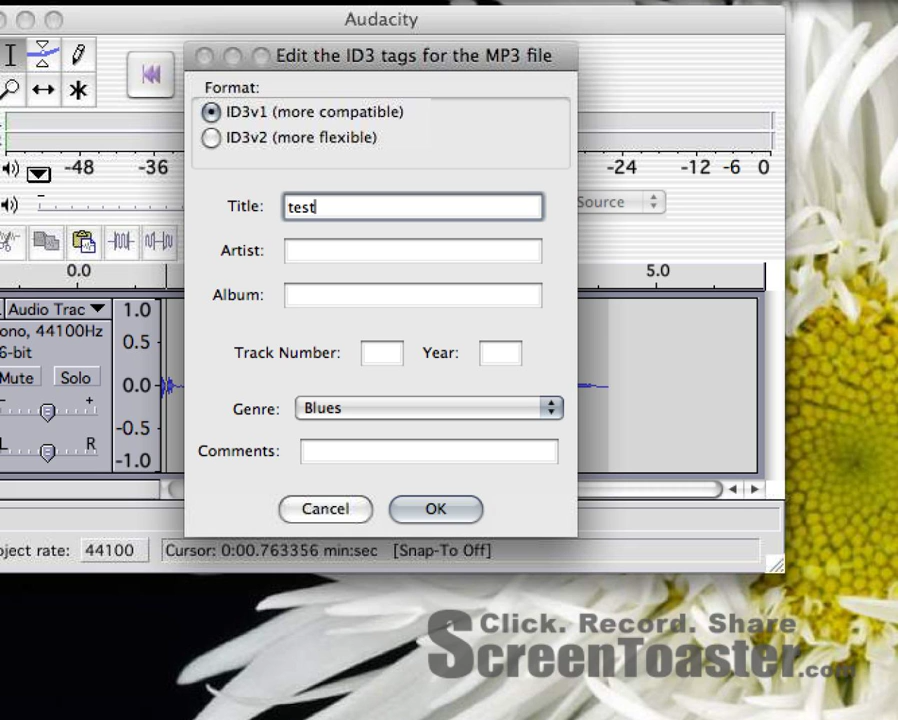 Audacity
Edit the ID3 tags for the MP3 file
Format:
ID3v1 (more compatible)
ID3v2 (more flexible)
-48 -36 -24 -12 -6 0
Title: test
Source
Artist:
0.0 5.0
Album:
Audio Trac 1.0
ono, 44100Hz
6-bit 0.5
Track Number: Year:
Mute Solo
0.0
- +
Genre: Blues
-0.5
L R
Comments:
-1.0
Cancel OK
oject rate: 44100 Cursor: 0:00.763356 min:sec [Snap-To Off]
Click. Record. Share
ScreenToaster.com